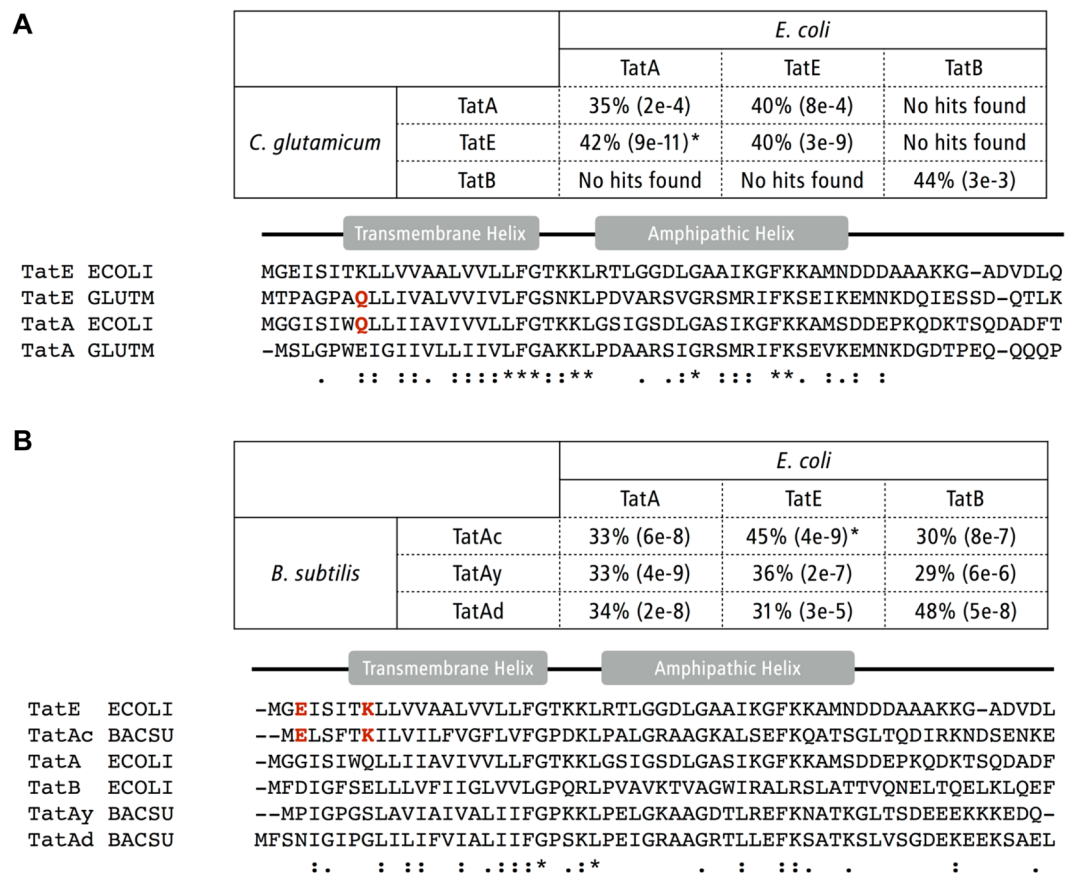 A
E. coli
TatA TatE TatB
TatA 35% (2e-4) 40% (8e-4) No hits found
C. glutamicum TatE 42% (9e-11)* 40% (3e-9) No hits found
TatB No hits found No hits found 44% (3e-3)
Transmembrane Helix Amphipathic Helix
TatE ECOLI MGEISITKLLVVAALVVLLFGTKKLRTLGGDLGAAIKGFKKAMNDDDAAAKKG-ADVDLQ
TatE GLUTM MTPAGPAQLLIVALVVIVLFGSNKLPDVARSVGRSMRIFKSEIKEMNKDQIESSD-QTLK
TatA ECOLI MGGISIWQLLIIAVIVVLLFGTKKLGSIGSDLGASIKGFKKAMSDDEPKQDKTSQDADFT
TatA GLUTM -MSLGPWEIGIIVLLIIVLFGAKKLPDAARSIGRSMRIFKSEVKEMNKDGDTPEQ-QQQP
. :: ::. ::::***::** . .:* ::: ** . :.: :
B
E. coli
TatA TatE TatB
TatAc 33% (6e-8) 45% (4e-9)* 30% (8e-7)
B. subtilis TatAy 33% (4e-9) 36% (2e-7) 29% (6e-6)
TatAd 34% (2e-8) 31% (3e-5) 48% (5e-8)
Transmembrane Helix Amphipathic Helix
TatE ECOLI -MGEISITKLLVVAALVVLLFGTKKLRTLGGDLGAAIKGFKKAMNDDDAAAKKG-ADVDL
TatAc BACSU --MELSFTKILVILFVGFLVFGPDKLPALGRAAGKALSEFKQATSGLTQDIRKNDSENKE
TatA ECOLI -MGGISIWQLLIIAVIVVLLFGTKKLGSIGSDLGASIKGFKKAMSDDEPKQDKTSQDADF
TatB ECOLI -MFDIGFSELLLVFIIGLVVLGPQRLPVAVKTVAGWIRALRSLATTVQNELTQELKLQEF
TatAy BACSU --MPIGPGSLAVIAIVALIIFGPKKLPELGKAAGDTLREFKNATKGLTSDEEEKKKEDQ-
TatAd BACSU MFSNIGIPGLILIFVIALIIFGPSKLPEIGRAAGRTLLEFKSATKSLVSGDEKEEKSAEL
:. : :: : .:::* .:* . : ::. . : .